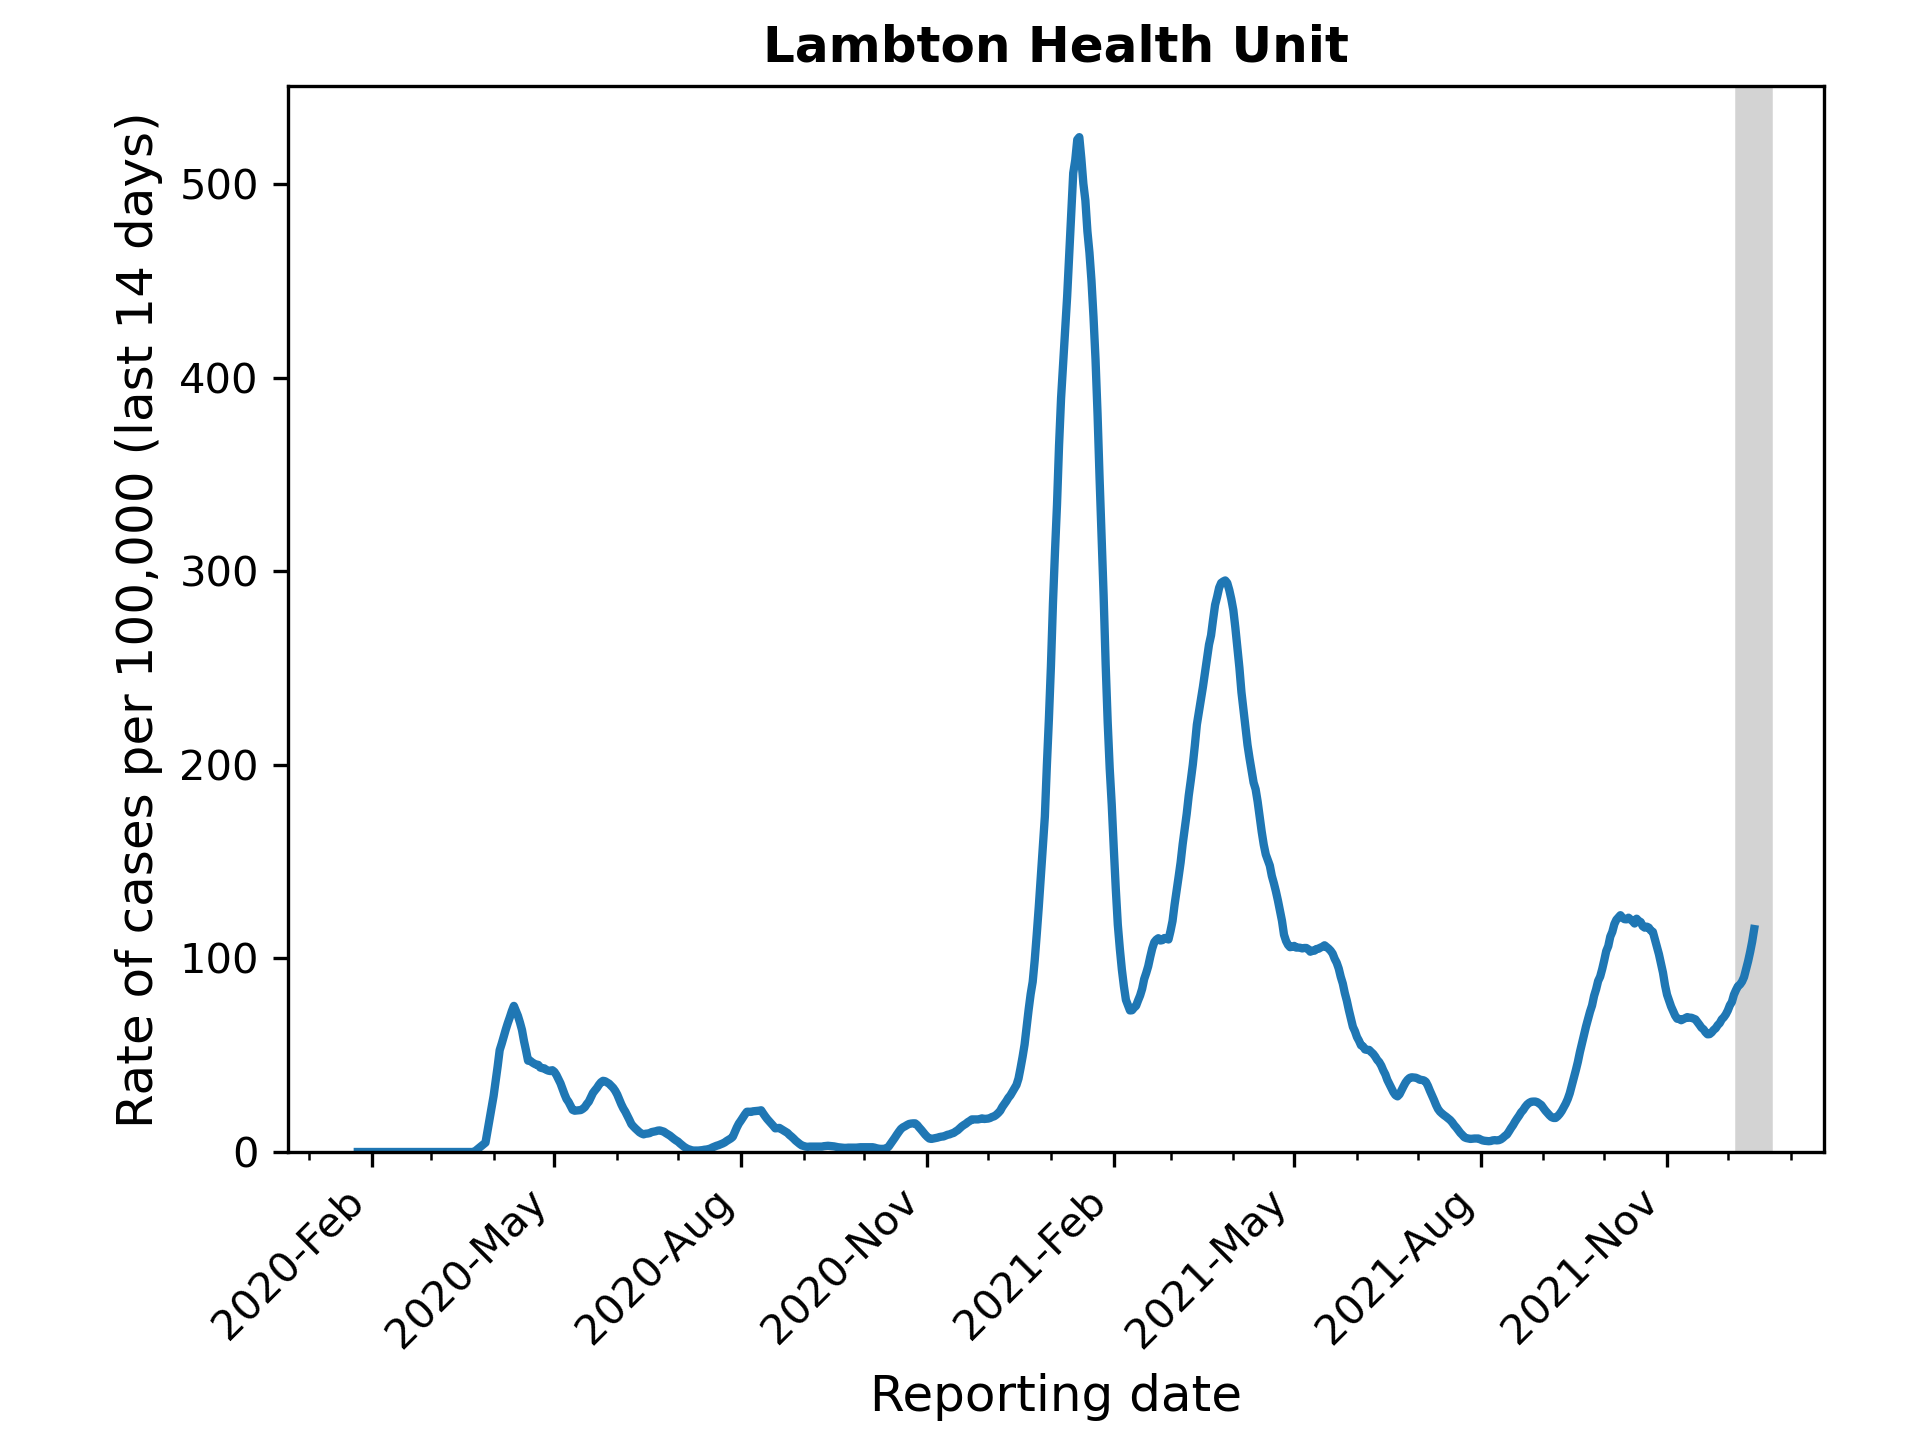 Lambton Health Unit
Rate of cases per 100,000 (last 14 days)
500
400
300
200
100
0
2020-Feb
2020-May
2020-Aug
2020-Nov
2021-Feb
2021-May
2021-Aug
2021-Nov
Reporting date